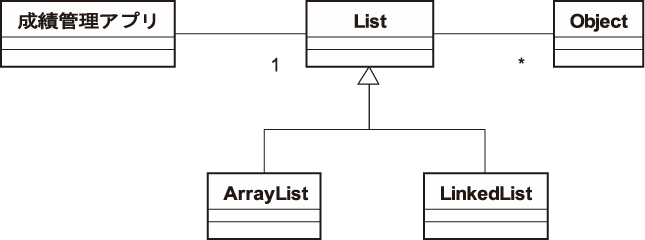 成績管理アプリ
List
Object
1
*
ArrayList
LinkedList